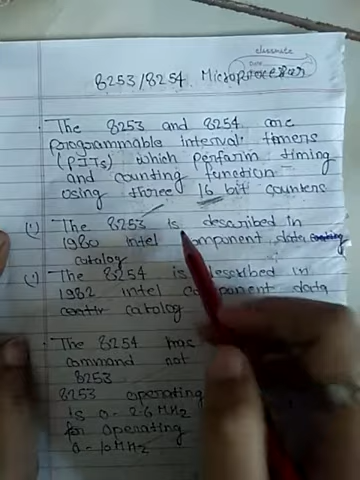 classmate
Date
8253/8254. Microprocessor
The 8253 and 8254 are
programmable interval timers
(PITs) which perform timing
and counting function
using three 16 bit counters
(i) The 8253 is described in
1980 intel component data
catalog
(i) The 8254 is described in
1982 intel component data
catalog
The 8254 has
command not
8253
8253 operating
is 0 - 2.6 MHz
for operating
0 - 10 MHz